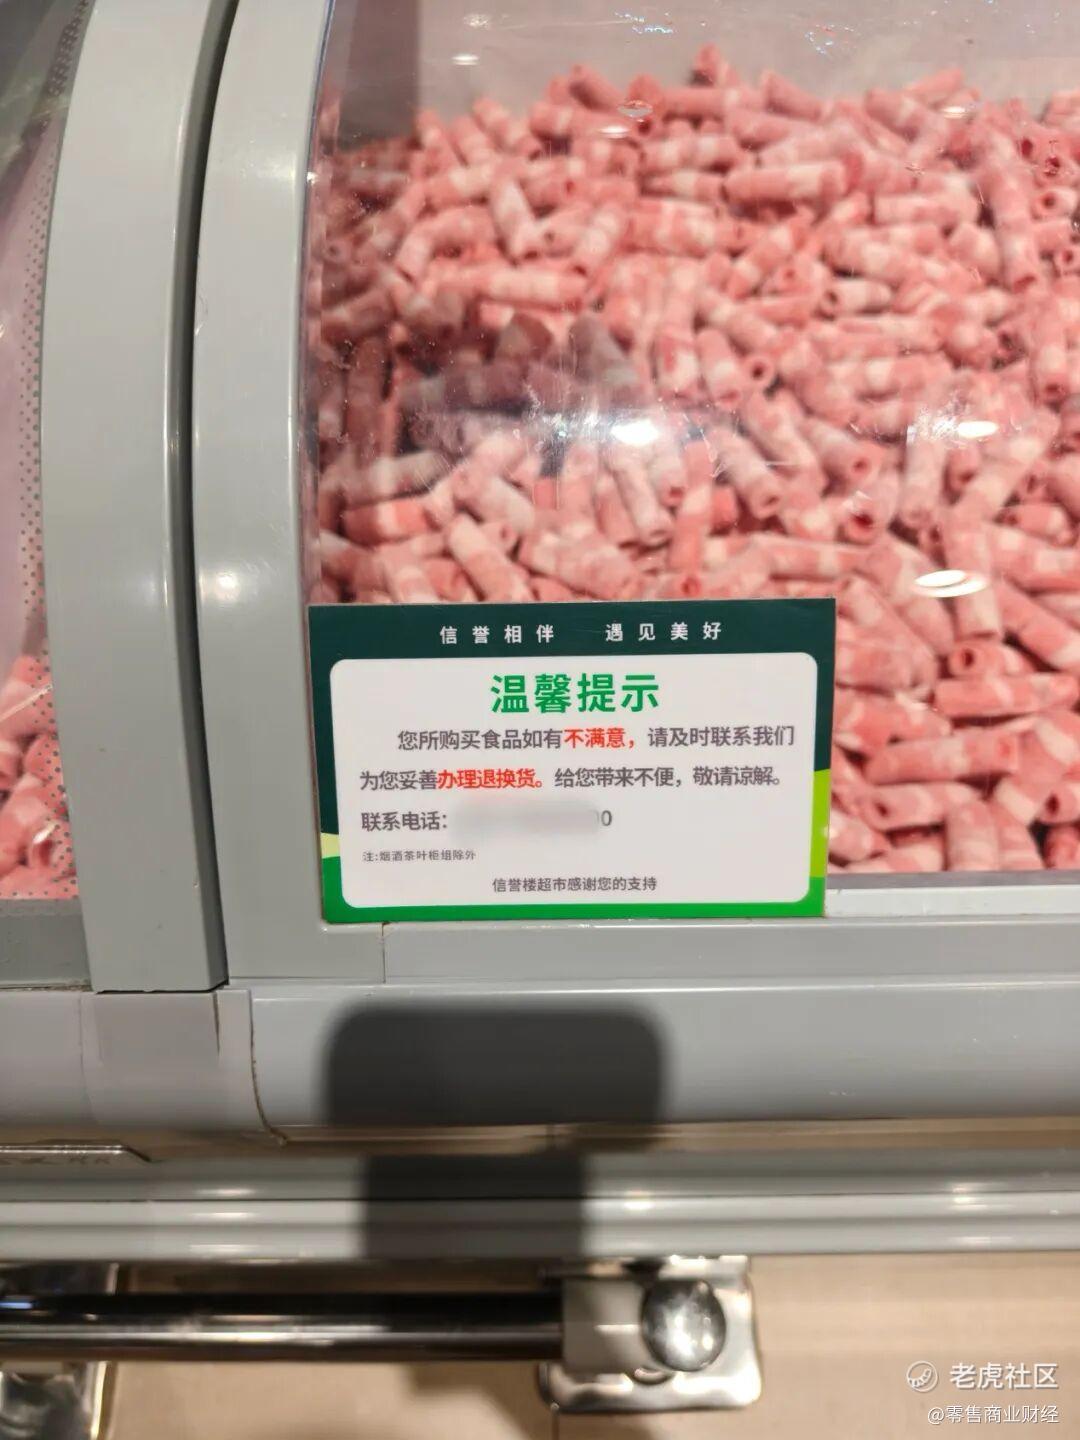 信誉相伴 遇见美好
温馨提示
您所购买食品如有不满意，请及时联系我们
为您妥善办理退换货。给您带来不便，敬请谅解。
联系电话： 0
注:烟酒茶叶柜组除外
信誉楼超市感谢您的支持
老虎社区
@零售商业财经